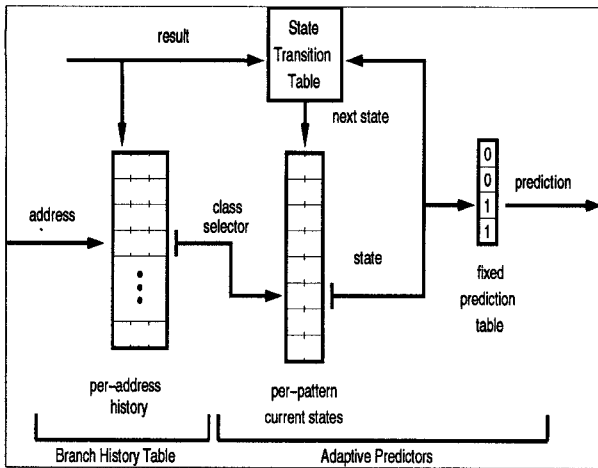 result
State
Transition
Table
next state
0
0
1
1
prediction
address
class
selector
state
fixed
prediction
table
per-address
history
per-pattern
current states
Branch History Table
Adaptive Predictors